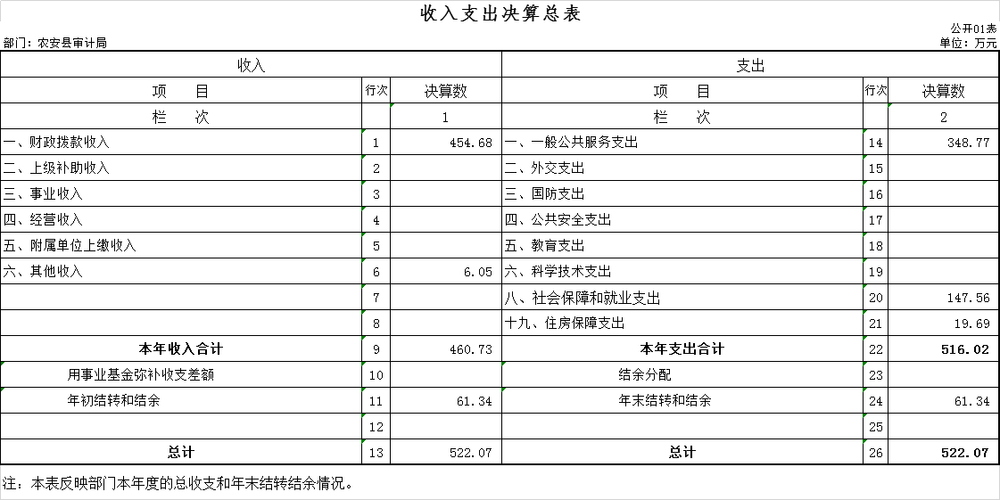 收入支出决算总表
公开01表
部门：农安县审计局 单位：万元
收入 支出
项 目 行次 决算数 项 目 行次 决算数
栏 次 1 栏 次 2
一、财政拨款收入 1 454.68 一、一般公共服务支出 14 348.77
二、上级补助收入 2 二、外交支出 15
三、事业收入 3 三、国防支出 16
四、经营收入 4 四、公共安全支出 17
五、附属单位上缴收入 5 五、教育支出 18
六、其他收入 6 6.05 六、科学技术支出 19
7 八、社会保障和就业支出 20 147.56
8 十九、住房保障支出 21 19.69
本年收入合计 9 460.73 本年支出合计 22 516.02
用事业基金弥补收支差额 10 结余分配 23
年初结转和结余 11 61.34 年末结转和结余 24 61.34
12 25
总计 13 522.07 总计 26 522.07
注：本表反映部门本年度的总收支和年末结转结余情况。